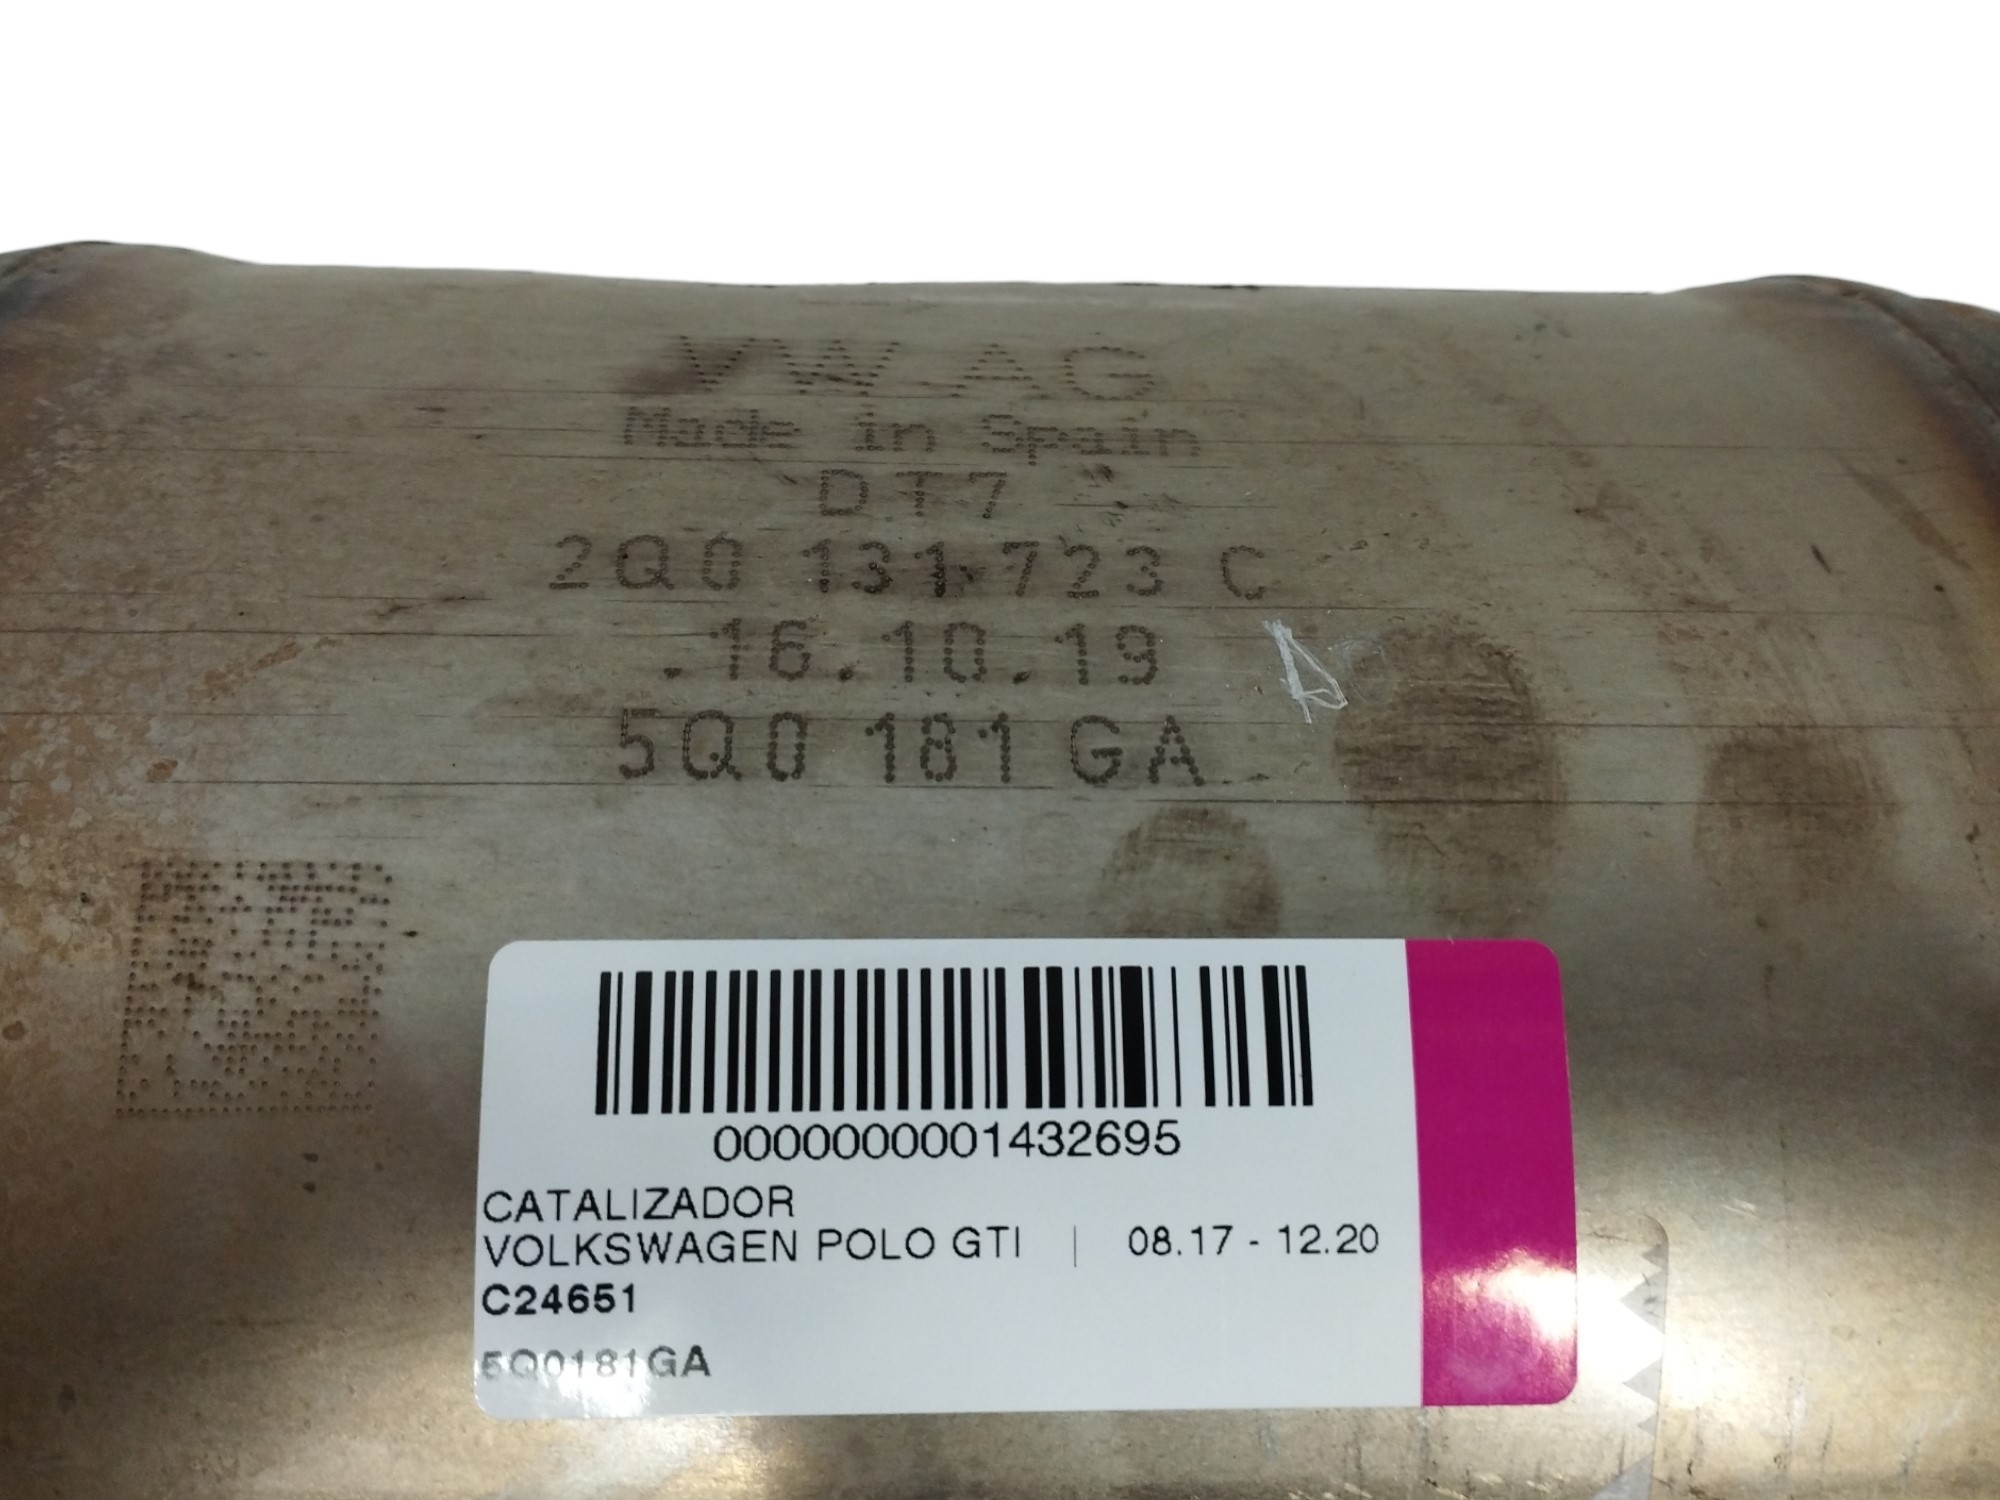 VW AG
Made in Spain
D T 7
2Q0 131 723 C
.16.10.19
5Q0 181 GA
0000000001432695
CATALIZADOR
VOLKSWAGEN POLO GTI | 08.17 - 12.20
C24651
5Q0181GA